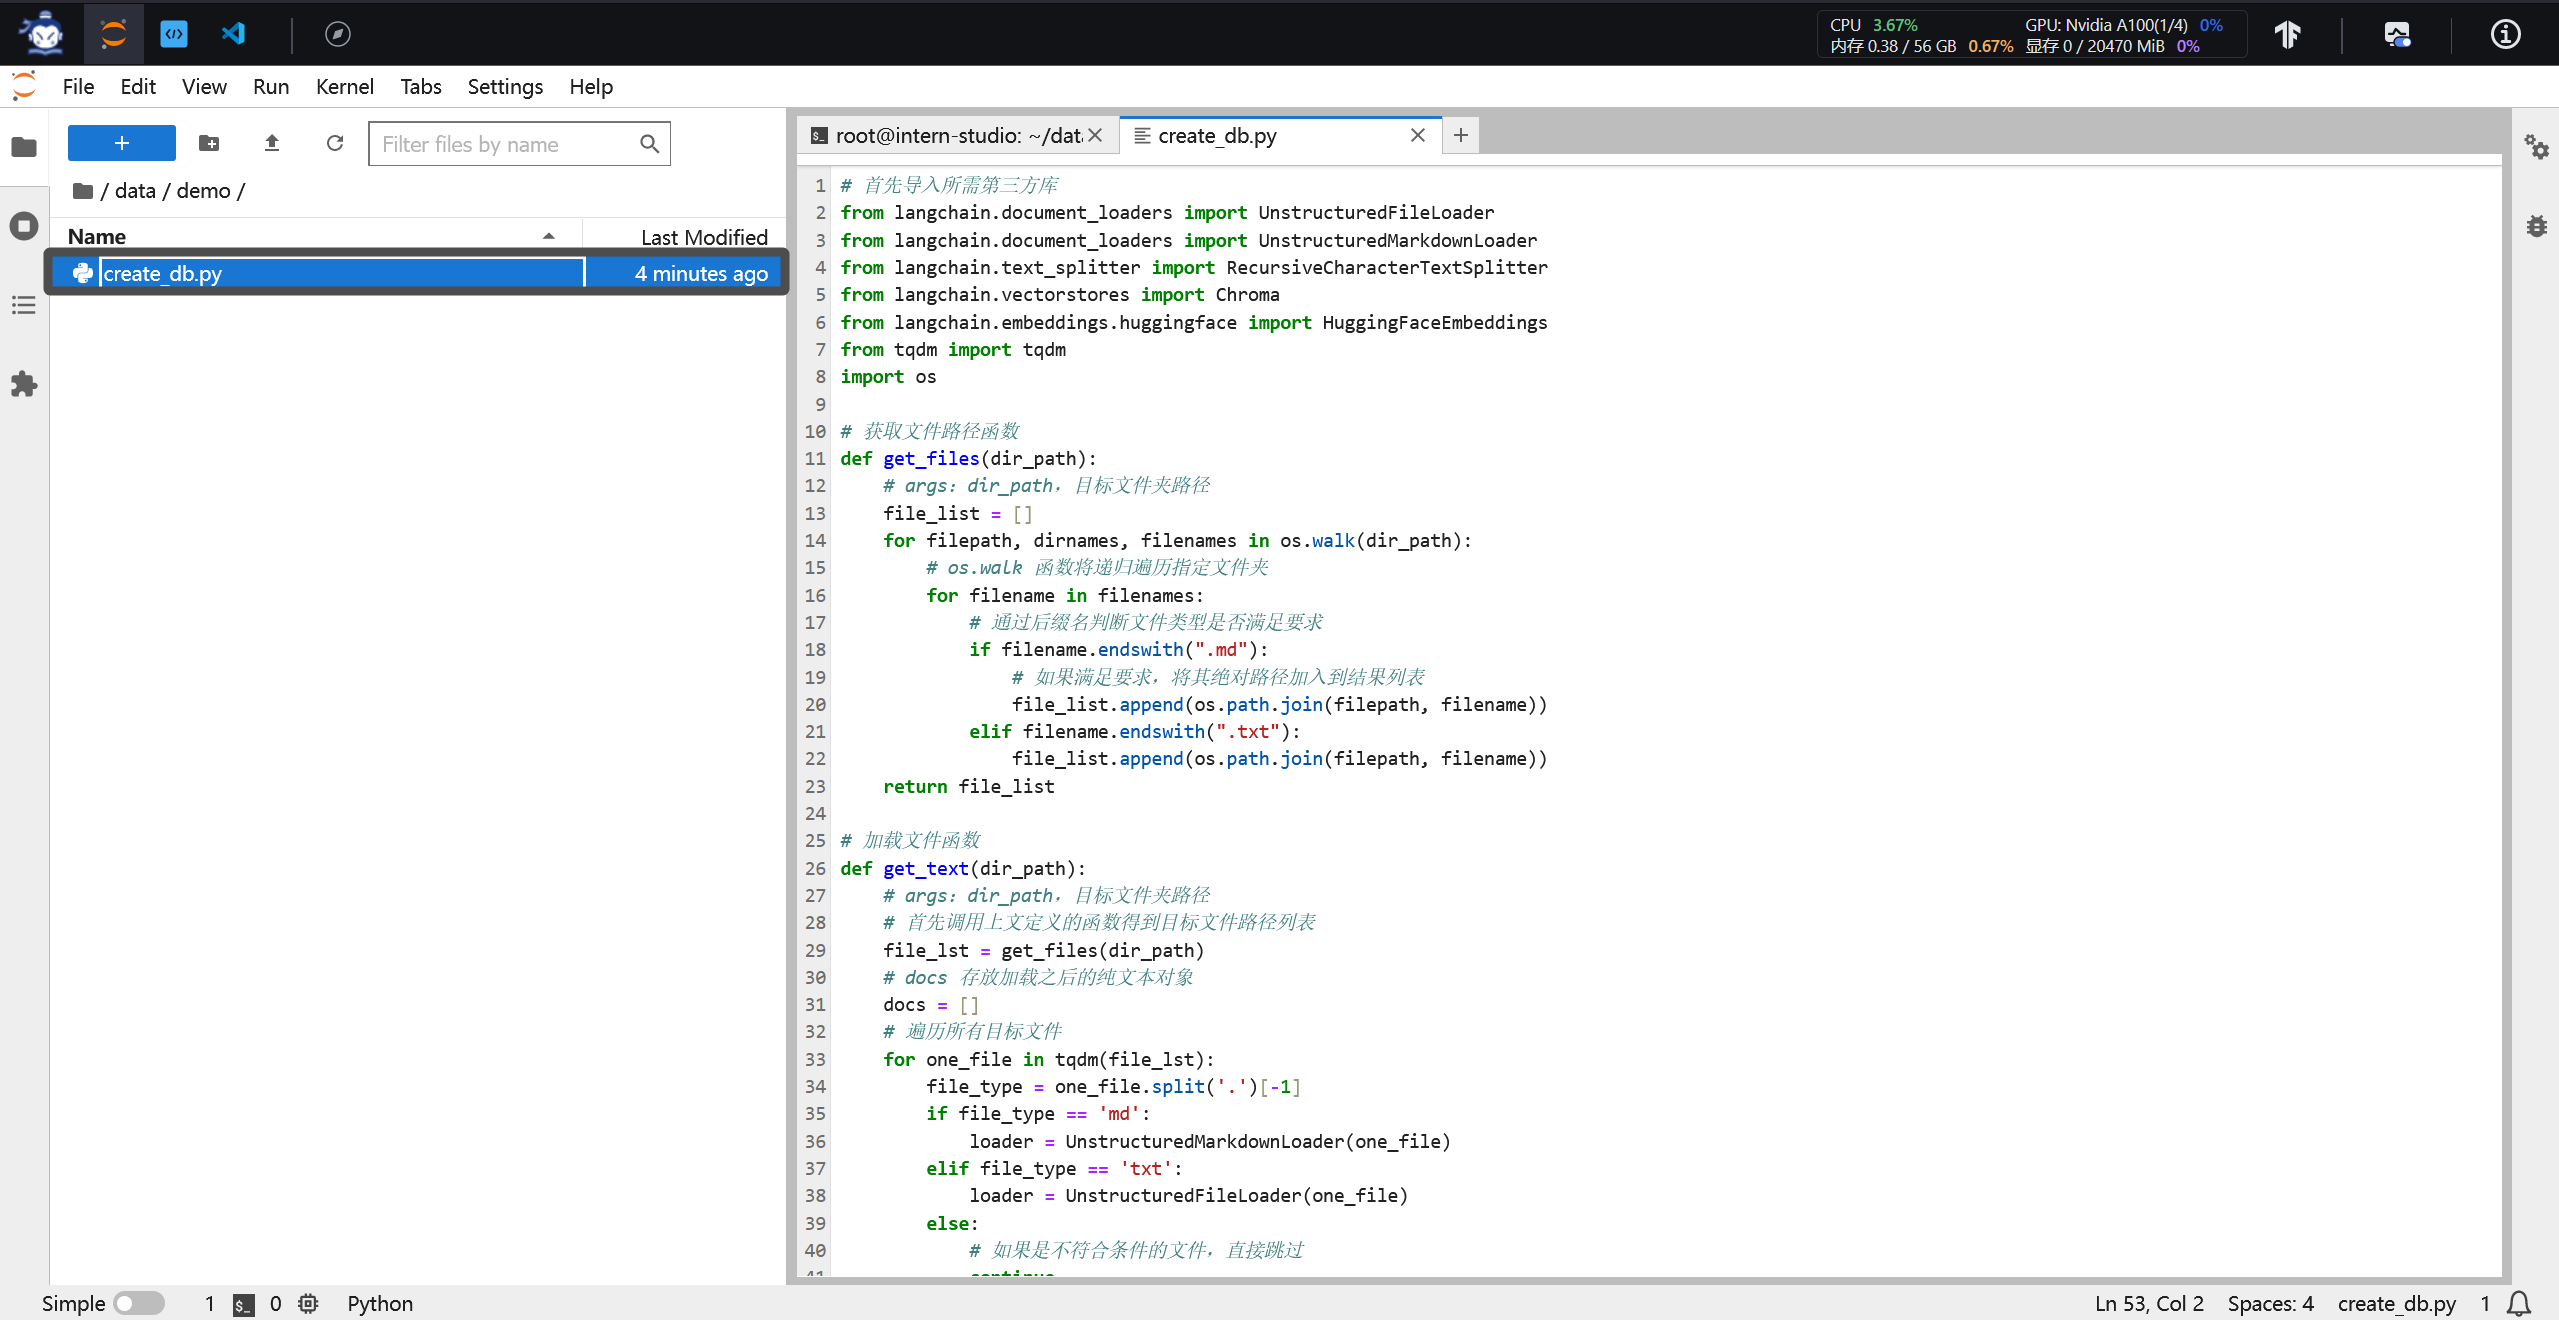 CPU 3.67% GPU: Nvidia A100(1/4) 0%
内存 0.38 / 56 GB 0.67% 显存 0 / 20470 MiB 0%
File Edit View Run Kernel Tabs Settings Help
Filter files by name
/ data / demo /
Name Last Modified
create_db.py 4 minutes ago
root@intern-studio: ~/dat create_db.py
1 # 首先导入所需第三方库
2 from langchain.document_loaders import UnstructuredFileLoader
3 from langchain.document_loaders import UnstructuredMarkdownLoader
4 from langchain.text_splitter import RecursiveCharacterTextSplitter
5 from langchain.vectorstores import Chroma
6 from langchain.embeddings.huggingface import HuggingFaceEmbeddings
7 from tqdm import tqdm
8 import os
9
10 # 获取文件路径函数
11 def get_files(dir_path):
12     # args：dir_path，目标文件夹路径
13     file_list = []
14     for filepath, dirnames, filenames in os.walk(dir_path):
15         # os.walk 函数将递归遍历指定文件夹
16         for filename in filenames:
17             # 通过后缀名判断文件类型是否满足要求
18             if filename.endswith(".md"):
19                 # 如果满足要求，将其绝对路径加入到结果列表
20                 file_list.append(os.path.join(filepath, filename))
21             elif filename.endswith(".txt"):
22                 file_list.append(os.path.join(filepath, filename))
23     return file_list
24
25 # 加载文件函数
26 def get_text(dir_path):
27     # args：dir_path，目标文件夹路径
28     # 首先调用上文定义的函数得到目标文件路径列表
29     file_lst = get_files(dir_path)
30     # docs 存放加载之后的纯文本对象
31     docs = []
32     # 遍历所有目标文件
33     for one_file in tqdm(file_lst):
34         file_type = one_file.split('.')[-1]
35         if file_type == 'md':
36             loader = UnstructuredMarkdownLoader(one_file)
37         elif file_type == 'txt':
38             loader = UnstructuredFileLoader(one_file)
39         else:
40             # 如果是不符合条件的文件，直接跳过
41             continue
Simple 1 0 Python Ln 53, Col 2 Spaces: 4 create_db.py 1